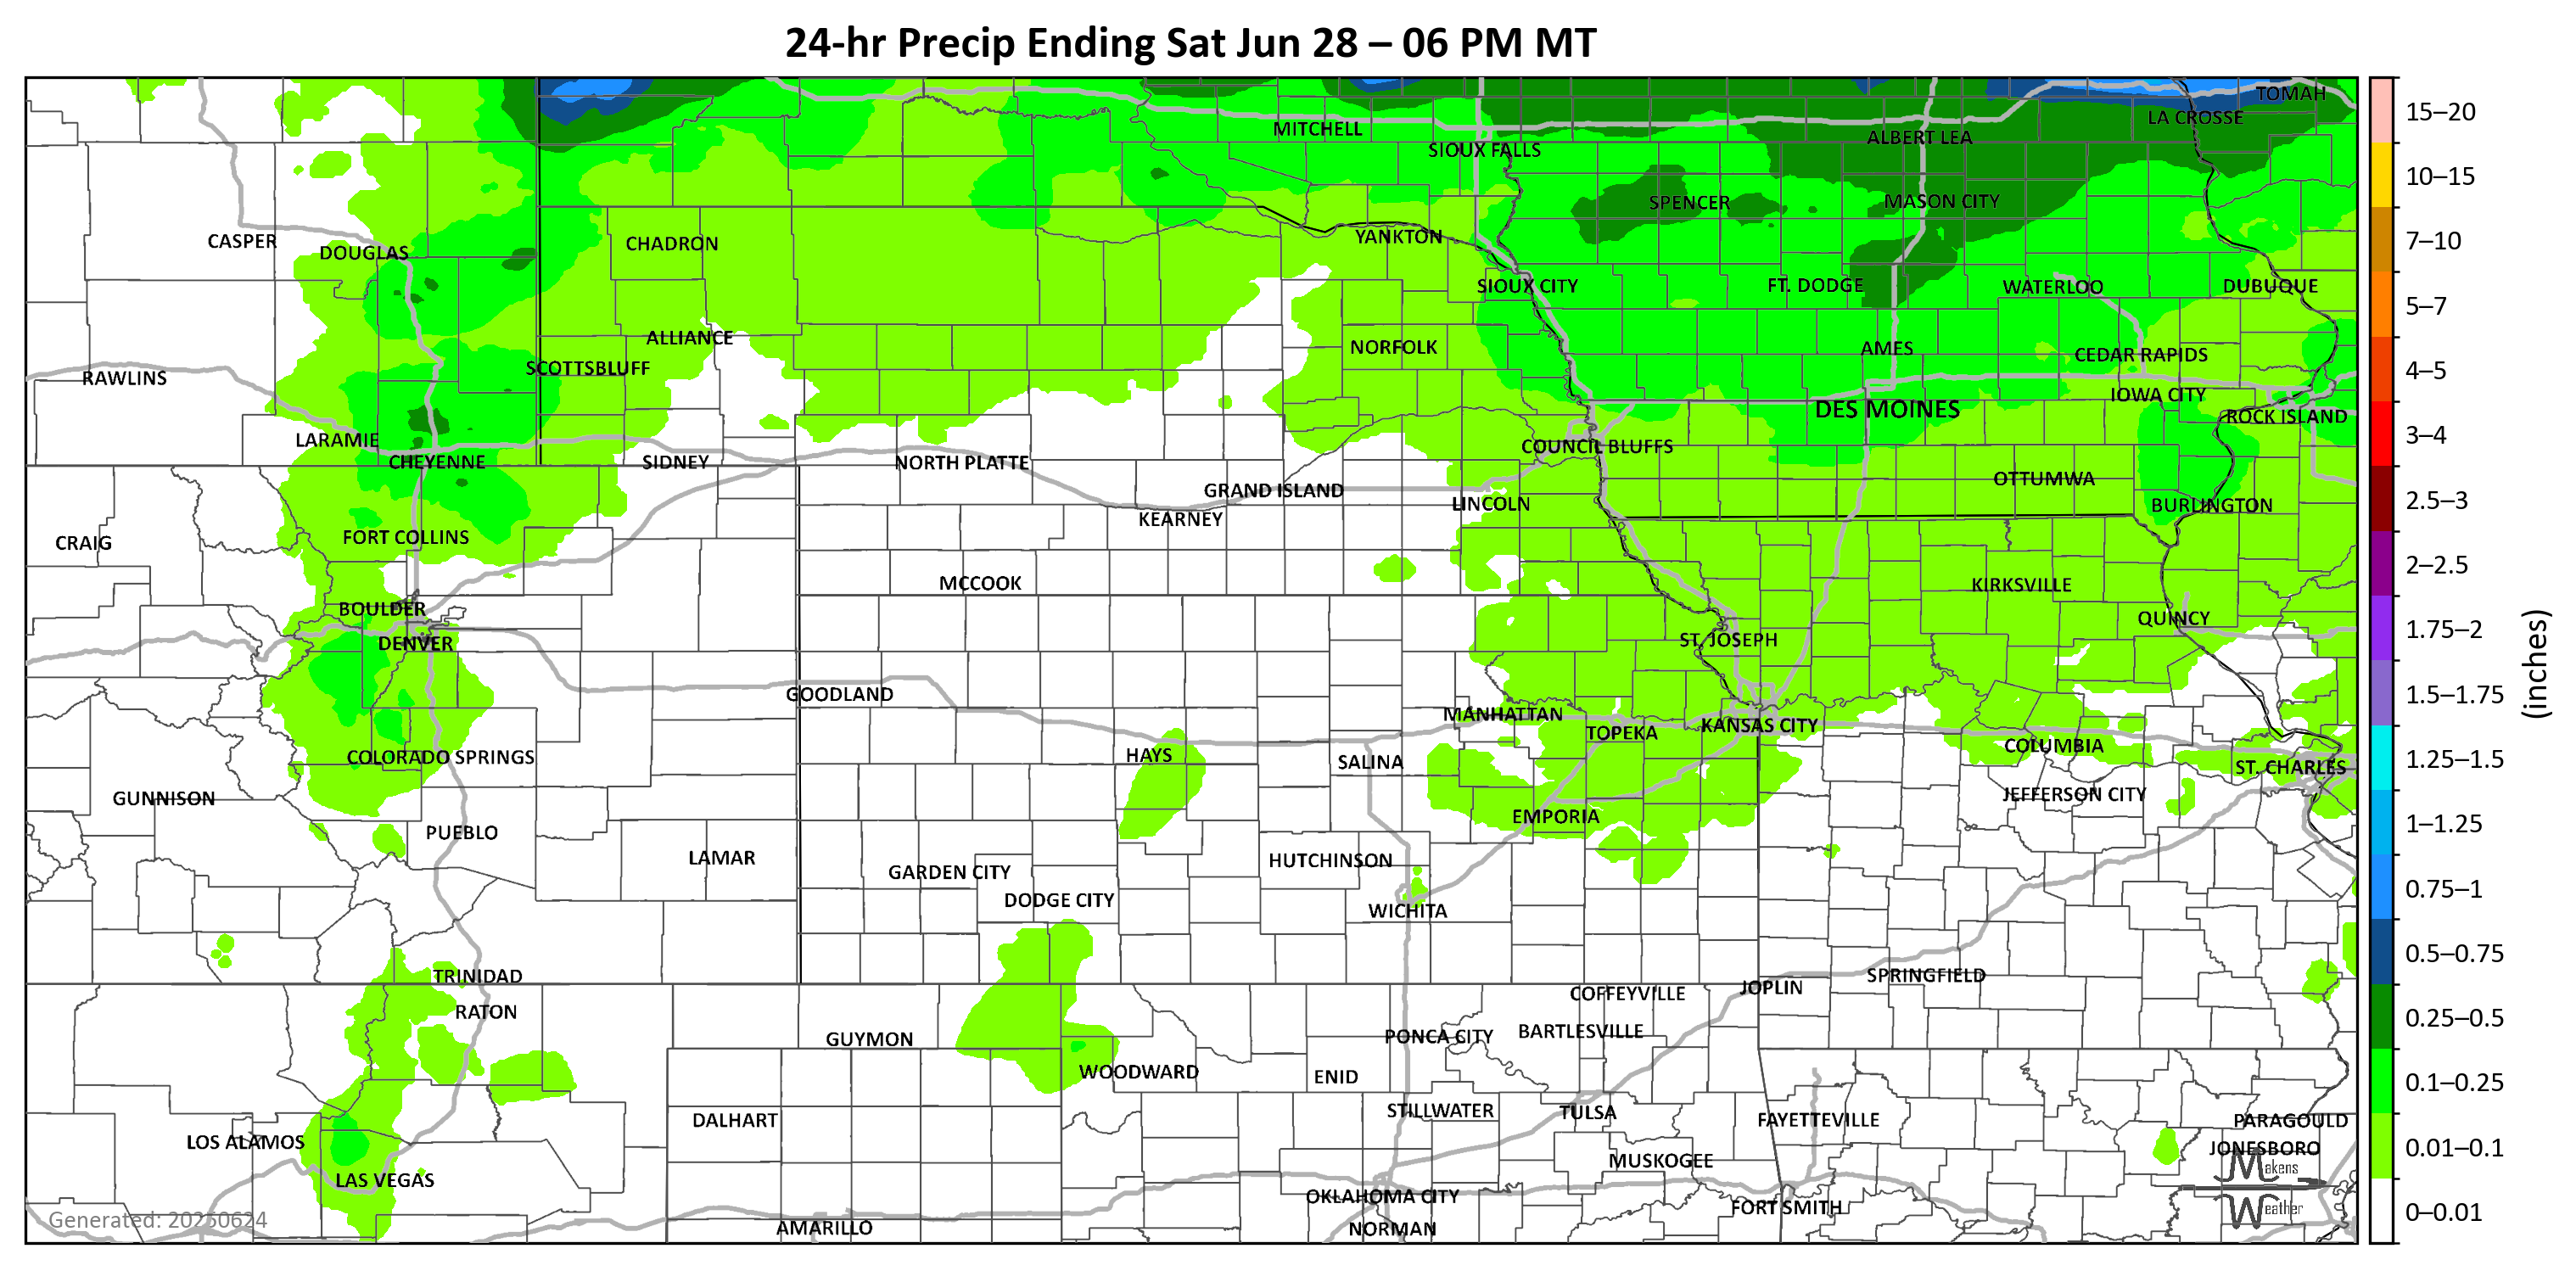 24-hr Precip Ending Sat Jun 28 – 06 PM MT
TOMAH
LA CROSSE
MITCHELL
ALBERT LEA
SIOUX FALLS
SPENCER
MASON CITY
CASPER
DOUGLAS
CHADRON
YANKTON
SIOUX CITY
FT. DODGE
WATERLOO
DUBUQUE
ALLIANCE
NORFOLK
AMES
CEDAR RAPIDS
RAWLINS
SCOTTSBLUFF
IOWA CITY
DES MOINES
ROCK ISLAND
LARAMIE
COUNCIL BLUFFS
CHEYENNE
SIDNEY
NORTH PLATTE
OTTUMWA
GRAND ISLAND
LINCOLN
BURLINGTON
KEARNEY
CRAIG
FORT COLLINS
MCCOOK
KIRKSVILLE
BOULDER
QUINCY
DENVER
ST. JOSEPH
GOODLAND
MANHATTAN
TOPEKA
KANSAS CITY
COLORADO SPRINGS
HAYS
SALINA
COLUMBIA
ST. CHARLES
GUNNISON
JEFFERSON CITY
EMPORIA
PUEBLO
LAMAR
HUTCHINSON
GARDEN CITY
DODGE CITY
WICHITA
TRINIDAD
SPRINGFIELD
JOPLIN
COFFEYVILLE
RATON
GUYMON
PONCA CITY
BARTLESVILLE
WOODWARD
ENID
DALHART
STILLWATER
TULSA
FAYETTEVILLE
PARAGOULD
LOS ALAMOS
JONESBORO
MUSKOGEE
LAS VEGAS
OKLAHOMA CITY
FORT SMITH
AMARILLO
NORMAN
Generated: 20250624
Makens
Weather
15–20
10–15
7–10
5–7
4–5
3–4
2.5–3
2–2.5
1.75–2
1.5–1.75
1.25–1.5
1–1.25
0.75–1
0.5–0.75
0.25–0.5
0.1–0.25
0.01–0.1
0–0.01
(inches)